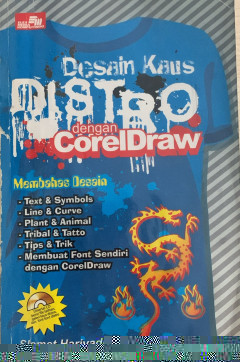 Desain Kaus
DISTRO
dengan
CorelDraw
Membahas Desain
- Text & Symbols
- Line & Curve
- Plant & Animal
- Tribal & Tatto
- Tips & Trik
- Membuat Font Sendiri
dengan CorelDraw